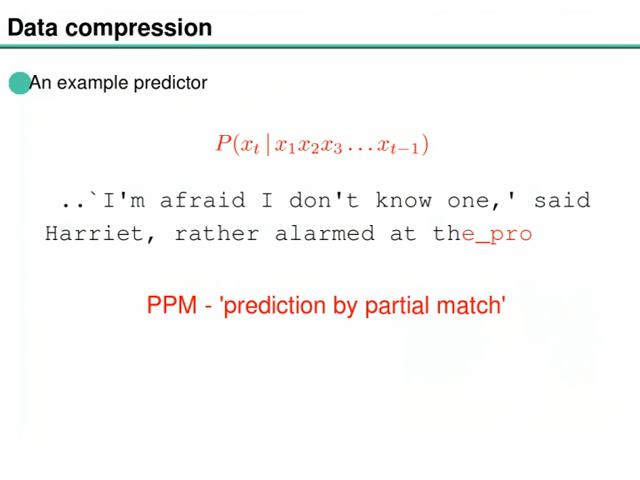 Data compression
An example predictor
P(x_t | x_1x_2x_3 ... x_{t−1})
..`I'm afraid I don't know one,' said
Harriet, rather alarmed at the_pro
PPM - 'prediction by partial match'